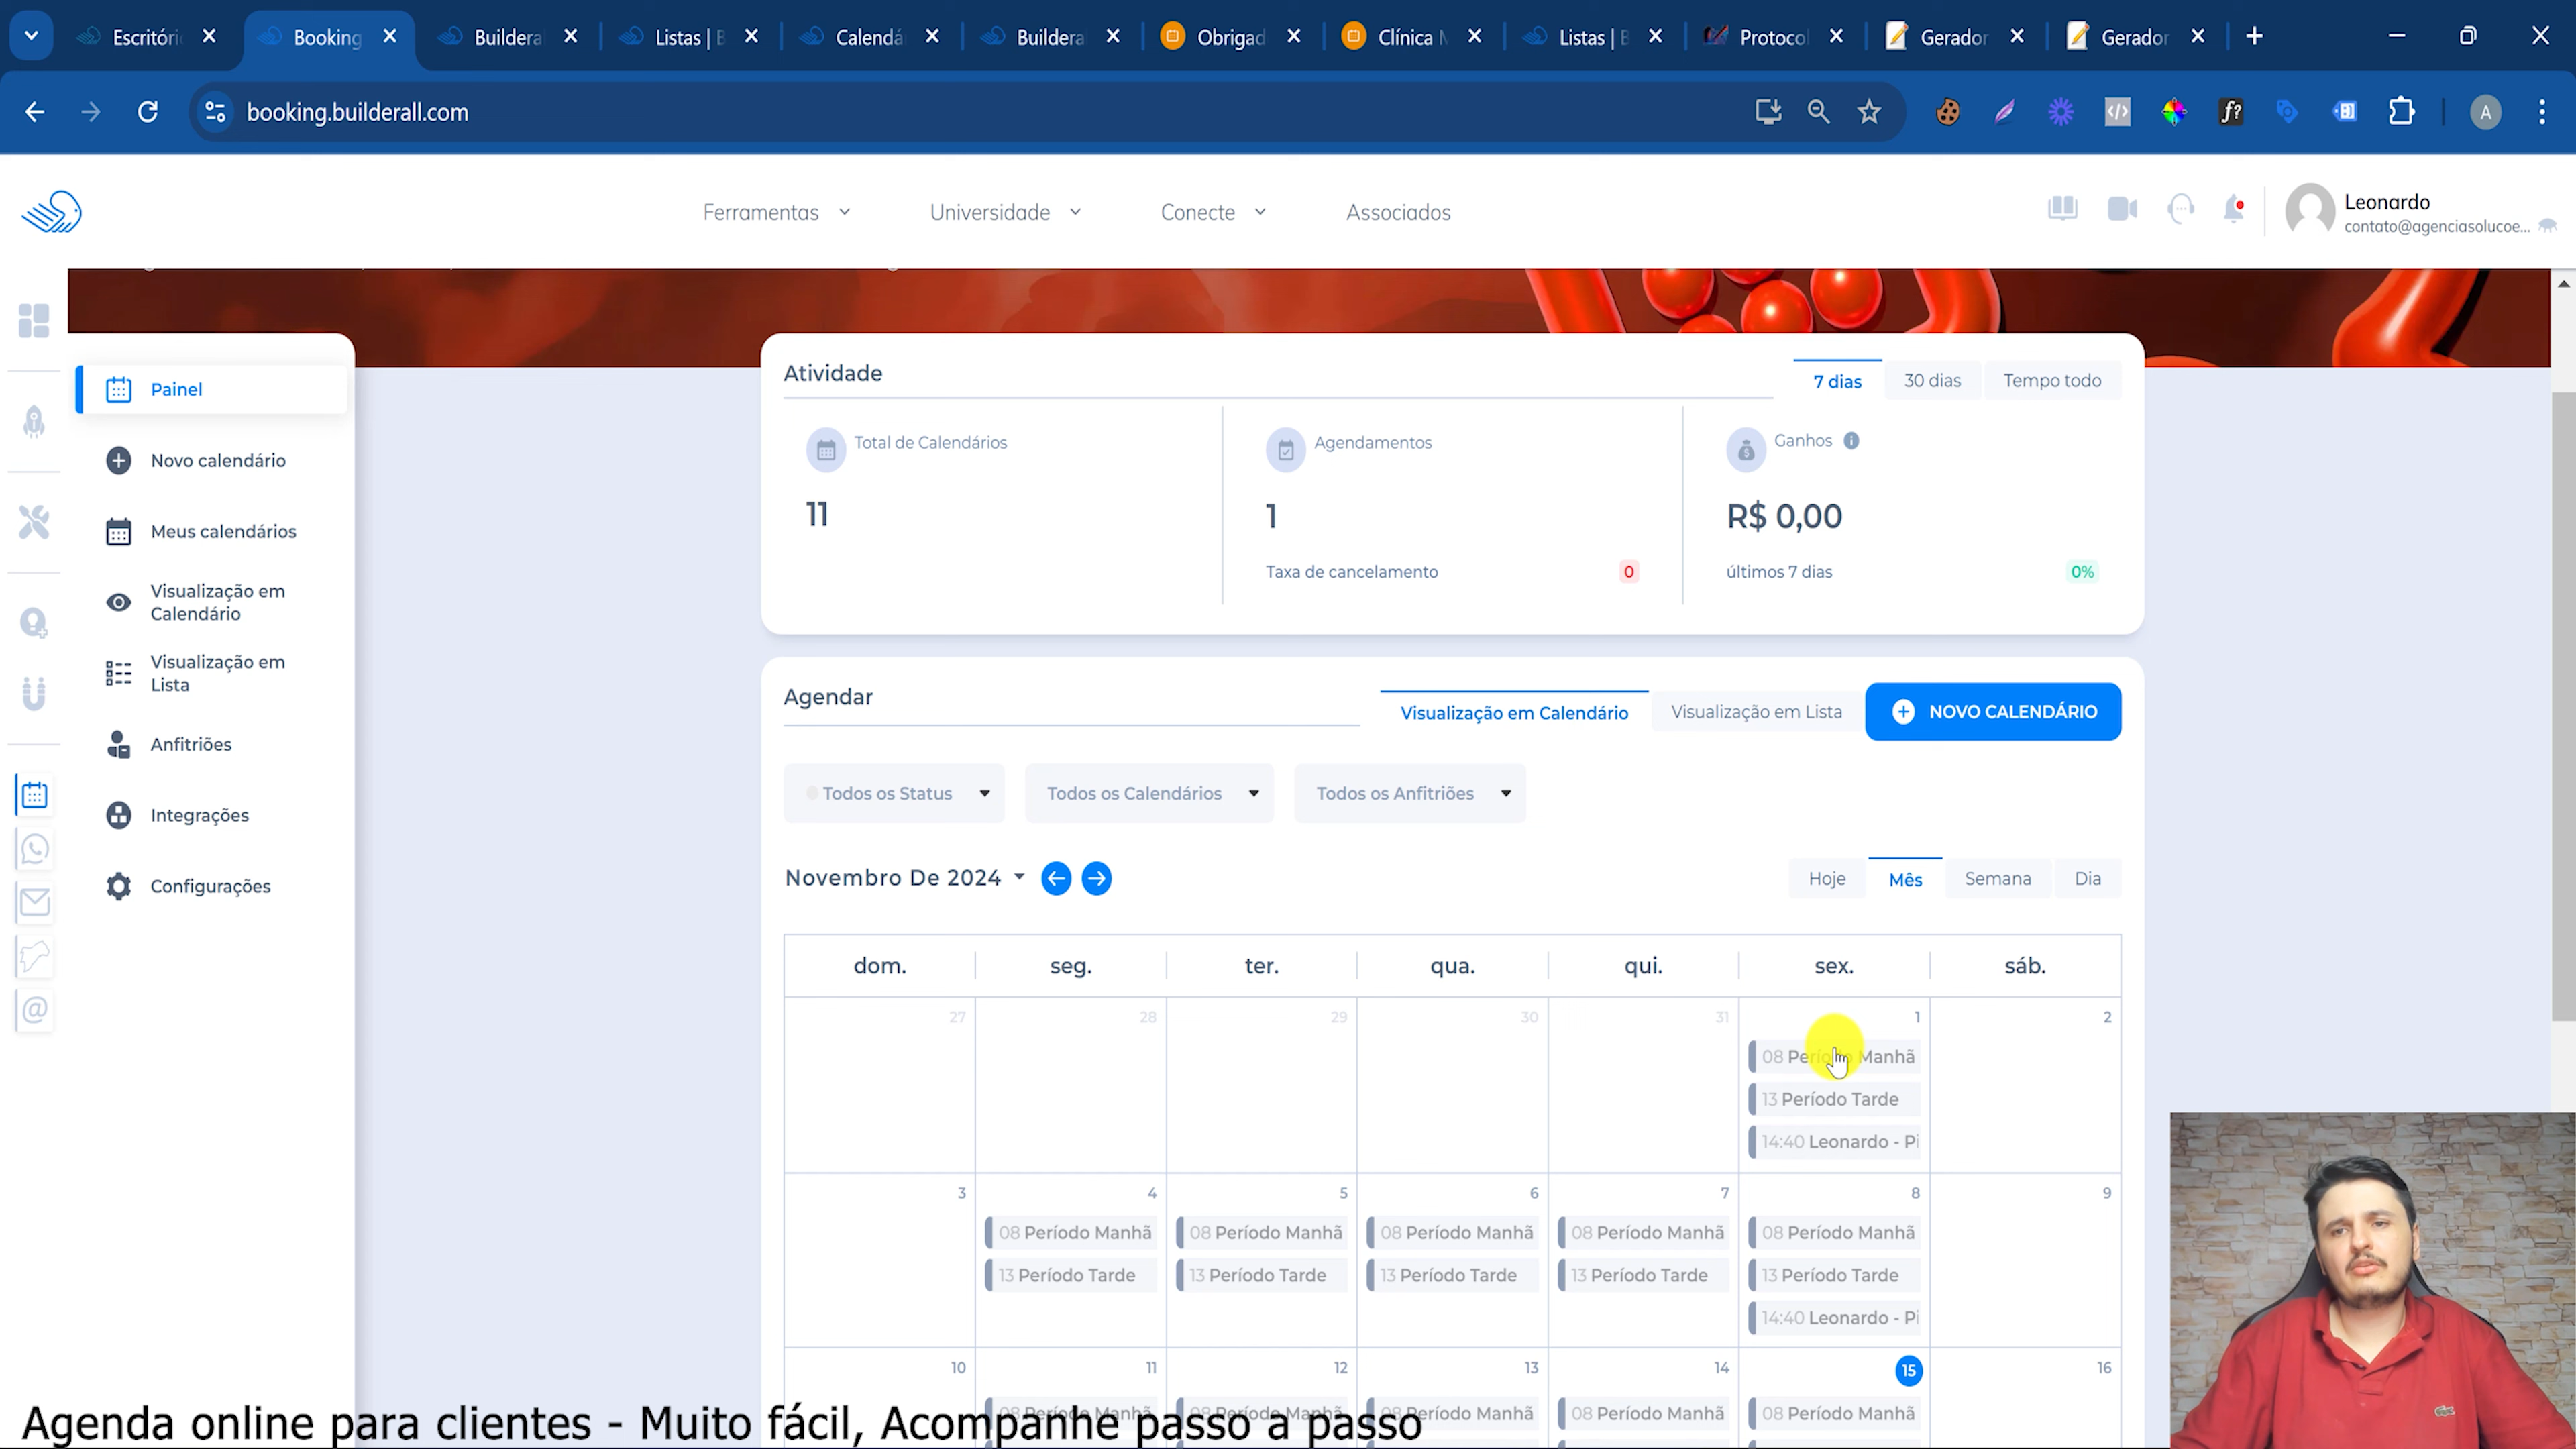 Escritóri
Booking
Builderal
Listas | B
Calendá
Builderal
Obrigad
Clínica M
Listas | B
Protocol
Gerador
Gerador
booking.builderall.com
A
Ferramentas
Universidade
Conecte
Associados
Leonardo
contato@agenciasolucoe...
Painel
Novo calendário
Meus calendários
Visualização em
Calendário
Visualização em
Lista
Anfitriões
Integrações
Configurações
Atividade
7 dias
30 dias
Tempo todo
Total de Calendários
11
Agendamentos
1
Taxa de cancelamento 0
Ganhos
R$ 0,00
últimos 7 dias 0%
Agendar
Visualização em Calendário
Visualização em Lista
NOVO CALENDÁRIO
Todos os Status
Todos os Calendários
Todos os Anfitriões
Novembro De 2024
Hoje
Mês
Semana
Dia
dom. seg. ter. qua. qui. sex. sáb.
27 28 29 30 31 1 2
08 Período Manhã
13 Período Tarde
14:40 Leonardo - Pi
3 4 5 6 7 8 9
08 Período Manhã 08 Período Manhã 08 Período Manhã 08 Período Manhã 08 Período Manhã
13 Período Tarde 13 Período Tarde 13 Período Tarde 13 Período Tarde 13 Período Tarde
14:40 Leonardo - Pi
10 11 12 13 14 15 16
08 Período Manhã 08 Período Manhã 08 Período Manhã 08 Período Manhã 08 Período Manhã
Agenda online para clientes - Muito fácil, Acompanhe passo a passo